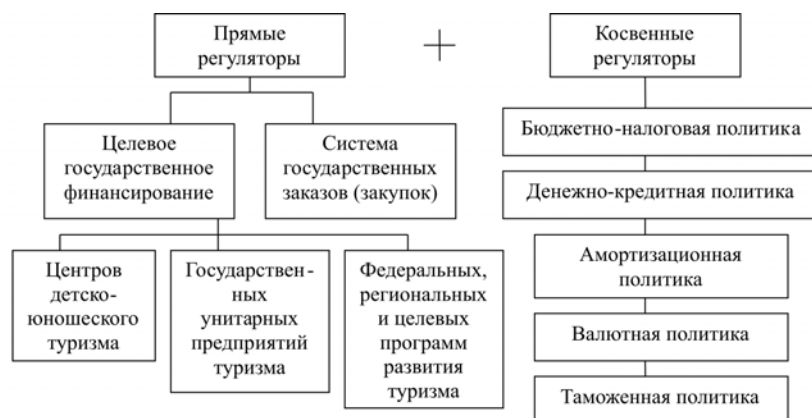 Прямые
регуляторы
+
Косвенные
регуляторы
Целевое
государственное
финансирование
Система
государственных
заказов (закупок)
Центров
детско-
юношеского
туризма
Государствен-
ных
унитарных
предприятий
туризма
Федеральных,
региональных
и целевых
программ
развития
туризма
Бюджетно-налоговая политика
Денежно-кредитная политика
Амортизационная
политика
Валютная политика
Таможенная политика